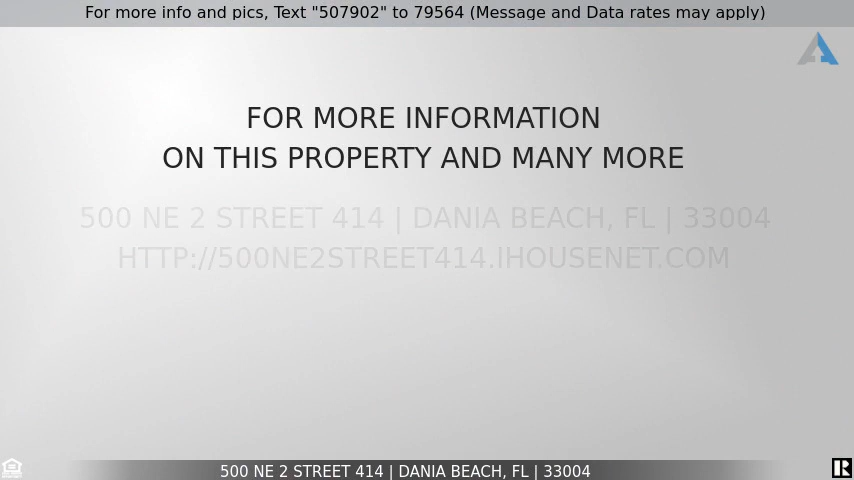 For more info and pics, Text "507902" to 79564 (Message and Data rates may apply)
FOR MORE INFORMATION
ON THIS PROPERTY AND MANY MORE
500 NE 2 STREET 414 | DANIA BEACH, FL | 33004
HTTP://500NE2STREET414.IHOUSENET.COM
500 NE 2 STREET 414 | DANIA BEACH, FL | 33004